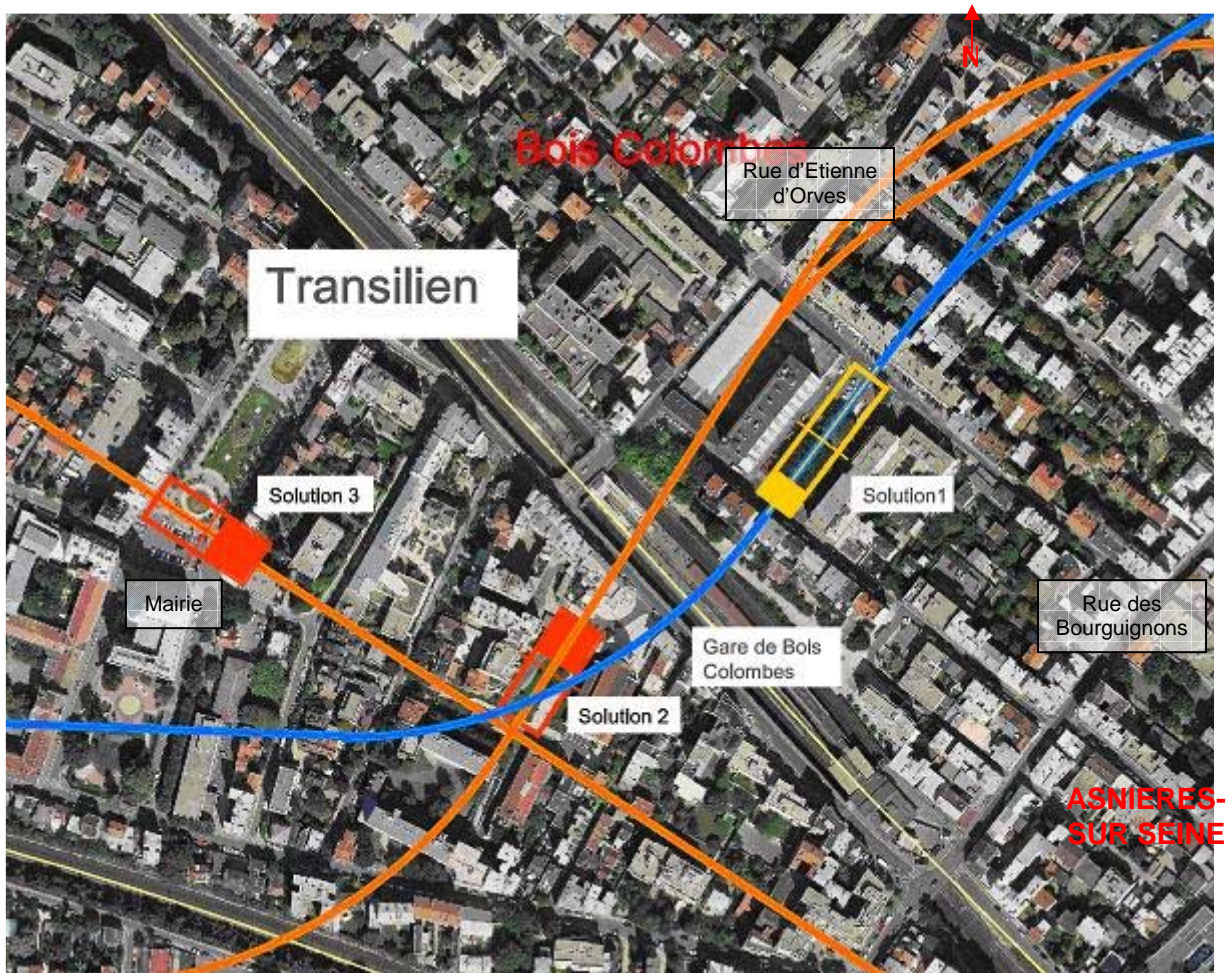 N
Bois Colombes
Rue d'Etienne
d'Orves
Transilien
Solution 3
Solution1
Mairie
Rue des
Bourguignons
Gare de Bois
Colombes
Solution 2
ASNIERES-
SUR SEINE